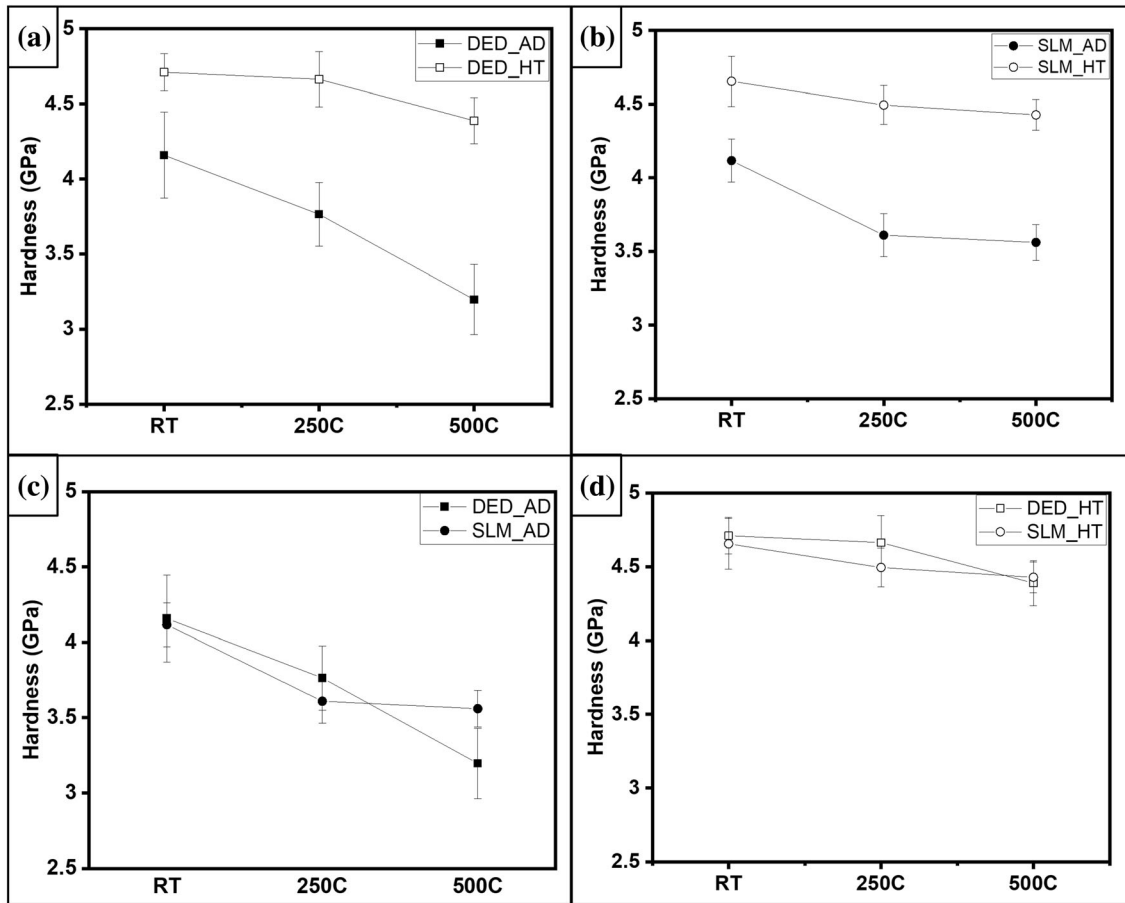 (a)
DED_AD
DED_HT
Hardness (GPa)
5
4.5
4
3.5
3
2.5
RT 250C 500C
(b)
SLM_AD
SLM_HT
Hardness (GPa)
5
4.5
4
3.5
3
2.5
RT 250C 500C
(c)
DED_AD
SLM_AD
Hardness (GPa)
5
4.5
4
3.5
3
2.5
RT 250C 500C
(d)
DED_HT
SLM_HT
Hardness (GPa)
5
4.5
4
3.5
3
2.5
RT 250C 500C